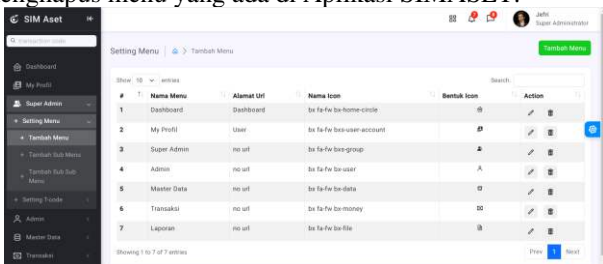 menghapus menu yang ada di Aplikasi SIMASET.
SIM Aset
Jefri
Super Administrator
transaction code
Setting Menu Tambah Menu
Tambah Menu
Dashboard
My Profil
Super Admin
Setting Menu
Tambah Menu
Tambah Sub Menu
Tambah Sub Sub
Menu
Setting T-code
Admin
Master Data
Transaksi
Show 10 entries
Search:
# Nama Menu Alamat Url Nama Icon Bentuk Icon Action
1 Dashboard Dashboard bx fa-fw bx-home-circle
2 My Profil User bx fa-fw bxs-user-account
3 Super Admin no url bx fa-fw bxs-group
4 Admin no url bx fa-fw bx-user
5 Master Data no url bx fa-fw bx-data
6 Transaksi no url bx fa-fw bx-money
7 Laporan no url bx fa-fw bx-file
Showing 1 to 7 of 7 entries
Prev 1 Next